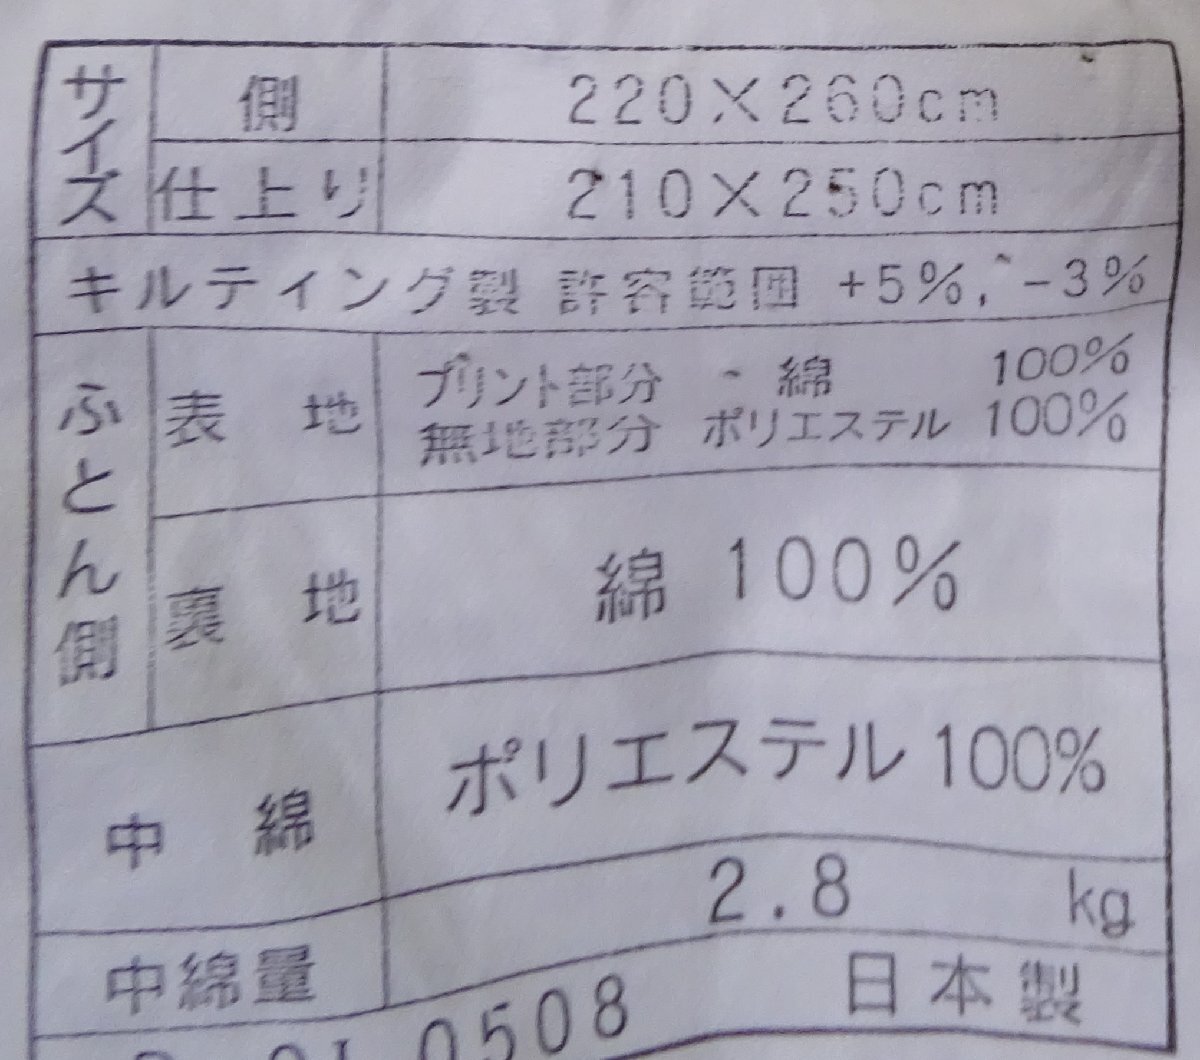 サイズ 側 220×260cm
仕上り 210×250cm
キルティング製 許容範囲 +5%, -3%
ふとん側 表地 プリント部分 綿 100%
無地部分 ポリエステル 100%
裏地 綿 100%
中綿 ポリエステル 100%
中綿量 2.8 kg
0508 日本製